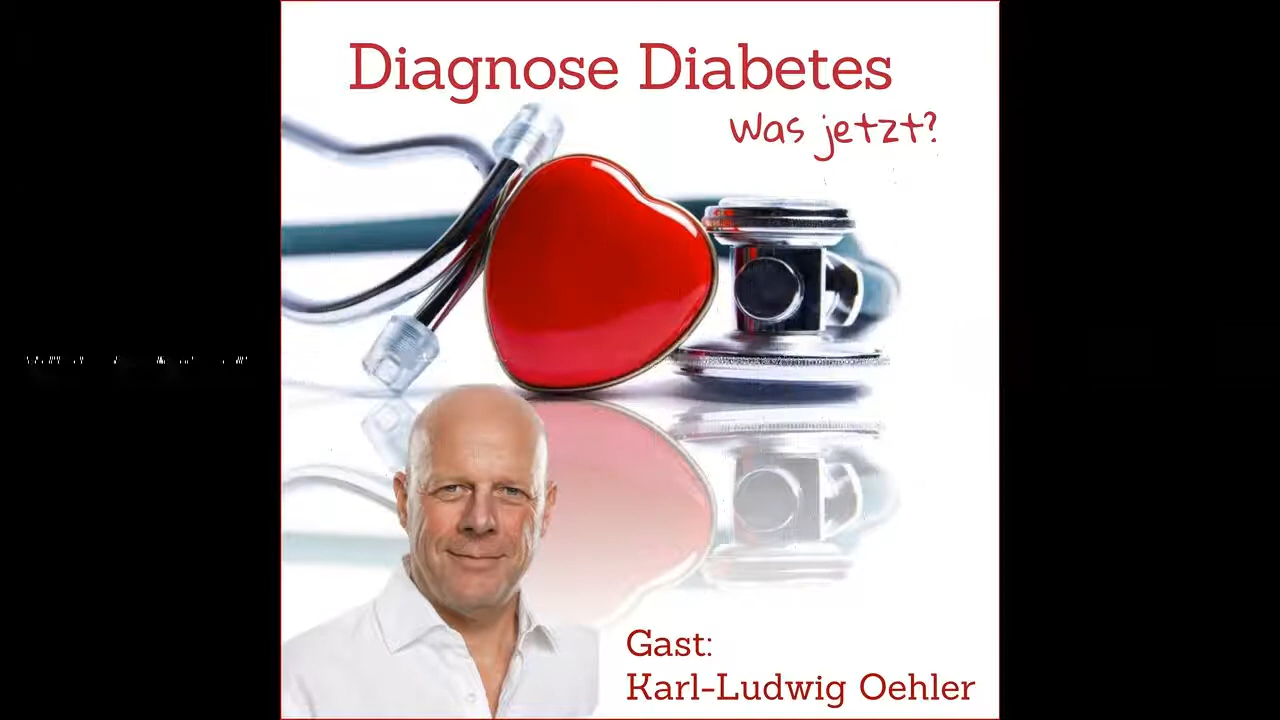 Diagnose Diabetes
Was jetzt?
Gast:
Karl-Ludwig Oehler